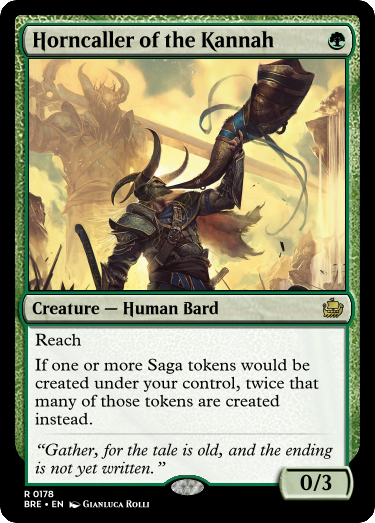 Horncaller of the Kannah
Creature — Human Bard
Reach
If one or more Saga tokens would be
created under your control, twice that
many of those tokens are created
instead.
“Gather, for the tale is old, and the ending
is not yet written.”
0/3
R 0178
BRE • EN Gianluca Rolli